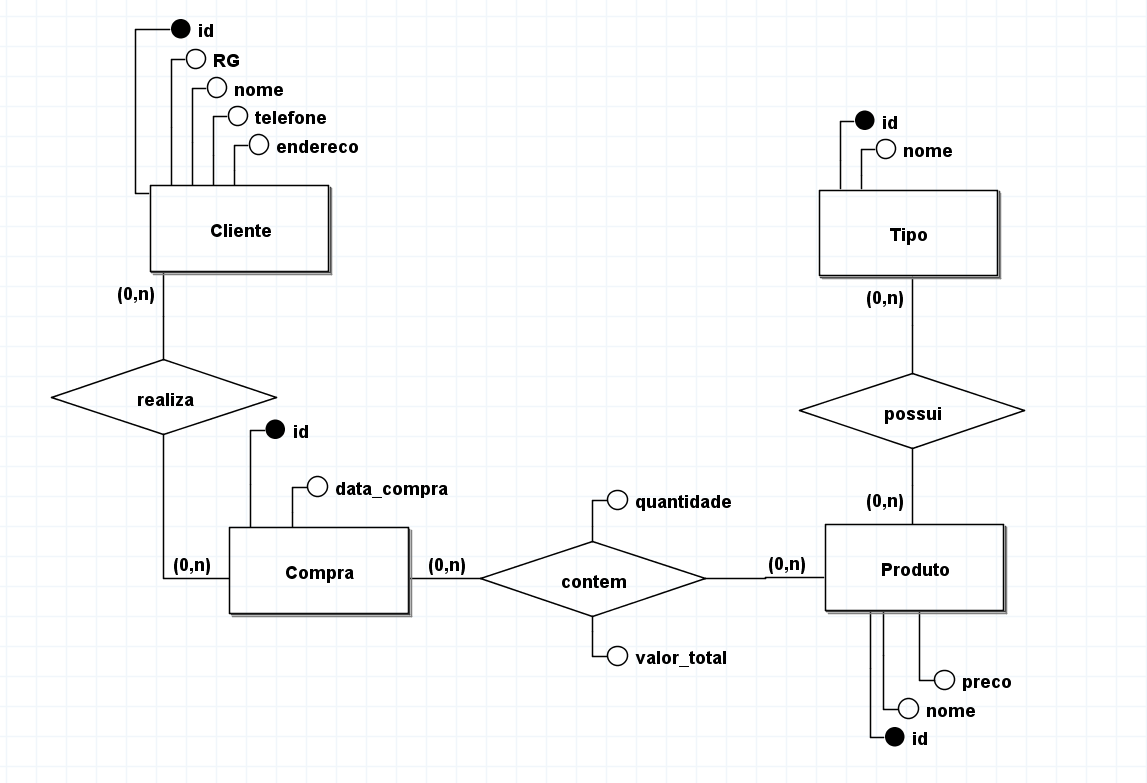 id
RG
nome
telefone
endereco
Cliente
(0,n)
realiza
(0,n)
id
data_compra
Compra
(0,n)
quantidade
contem
valor_total
(0,n)
id
nome
Tipo
(0,n)
possui
(0,n)
Produto
preco
nome
id